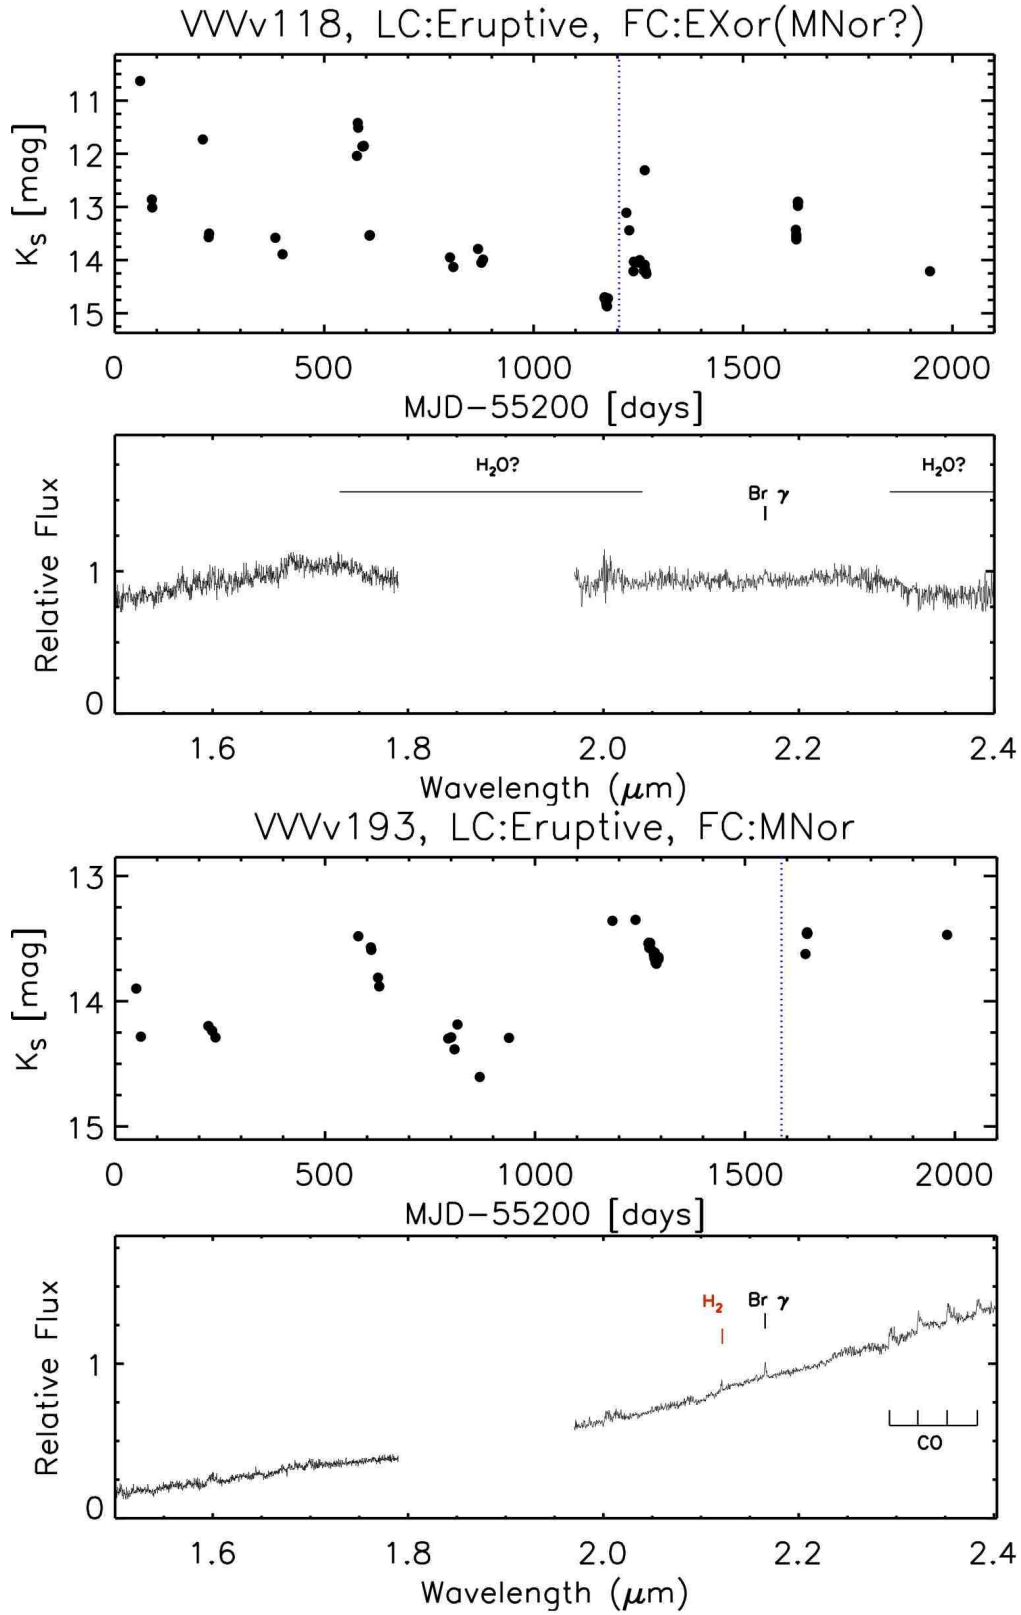 VVVv118, LC:Eruptive, FC:EXor(MNor?)
11
12
13
14
15
K_S [mag]
0 500 1000 1500 2000
MJD−55200 [days]
H₂O? H₂O?
Br γ
1
0
Relative Flux
1.6 1.8 2.0 2.2 2.4
Wavelength (μm)
VVVv193, LC:Eruptive, FC:MNor
13
14
15
K_S [mag]
0 500 1000 1500 2000
MJD−55200 [days]
H₂ Br γ
1
0
Relative Flux
CO
1.6 1.8 2.0 2.2 2.4
Wavelength (μm)